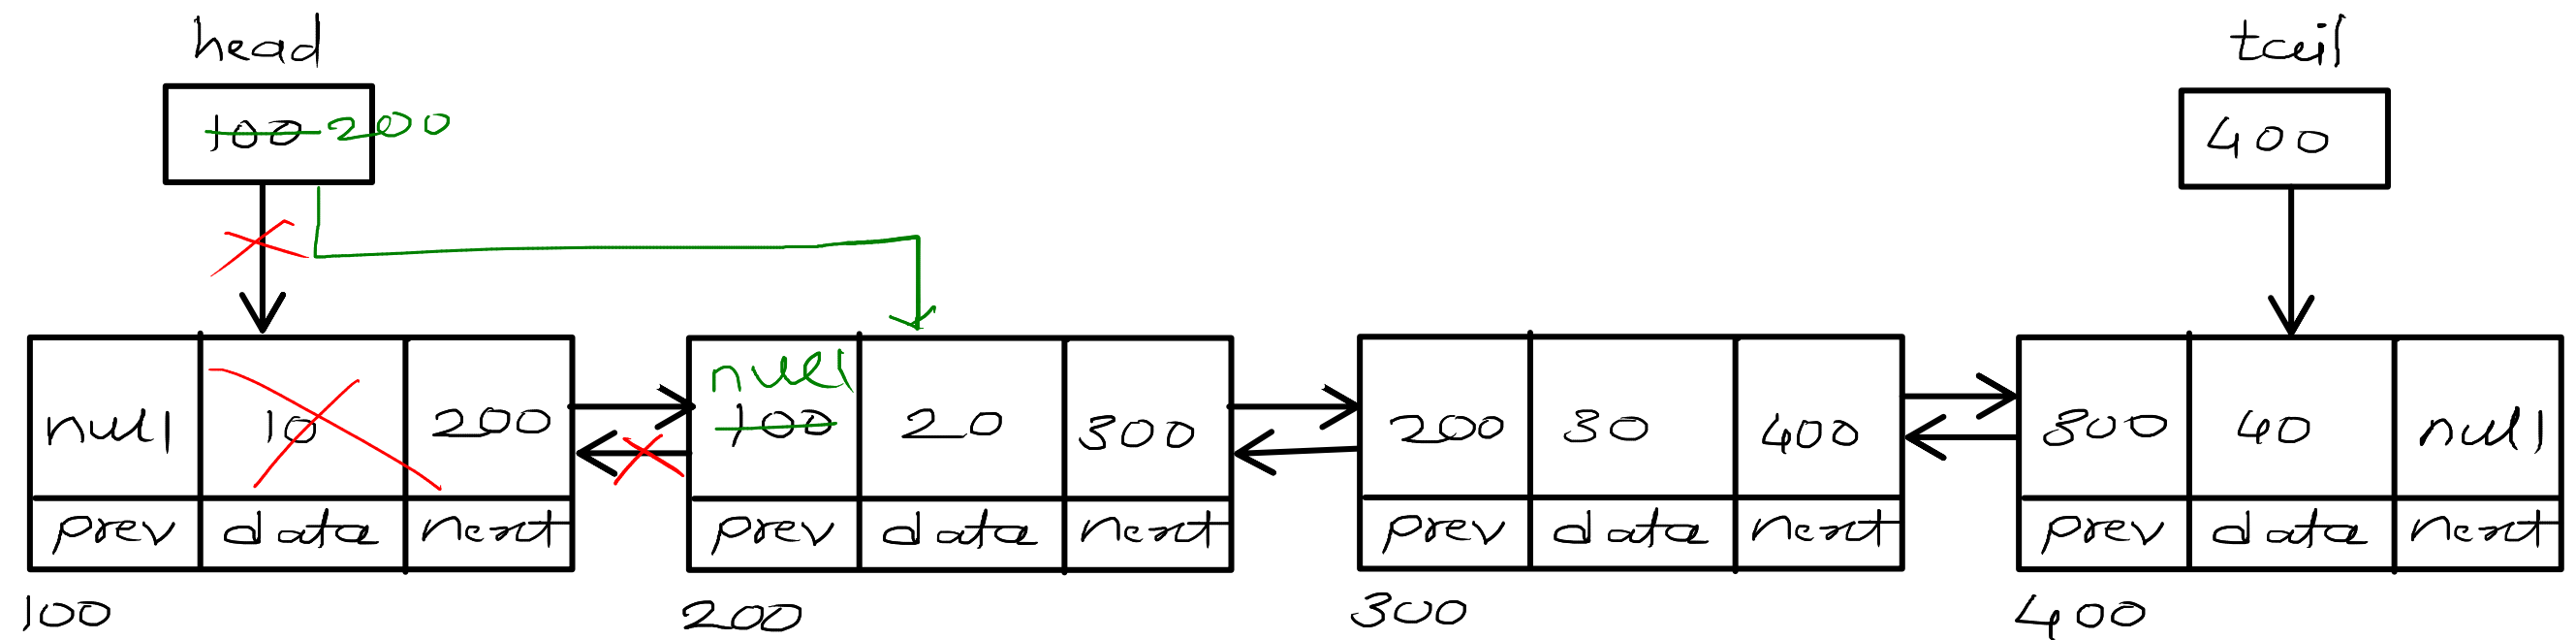 head tail
100 200 400
null 10 200 null 100 20 300 200 30 400 300 40 null
prev data next prev data next prev data next prev data next
100 200 300 400